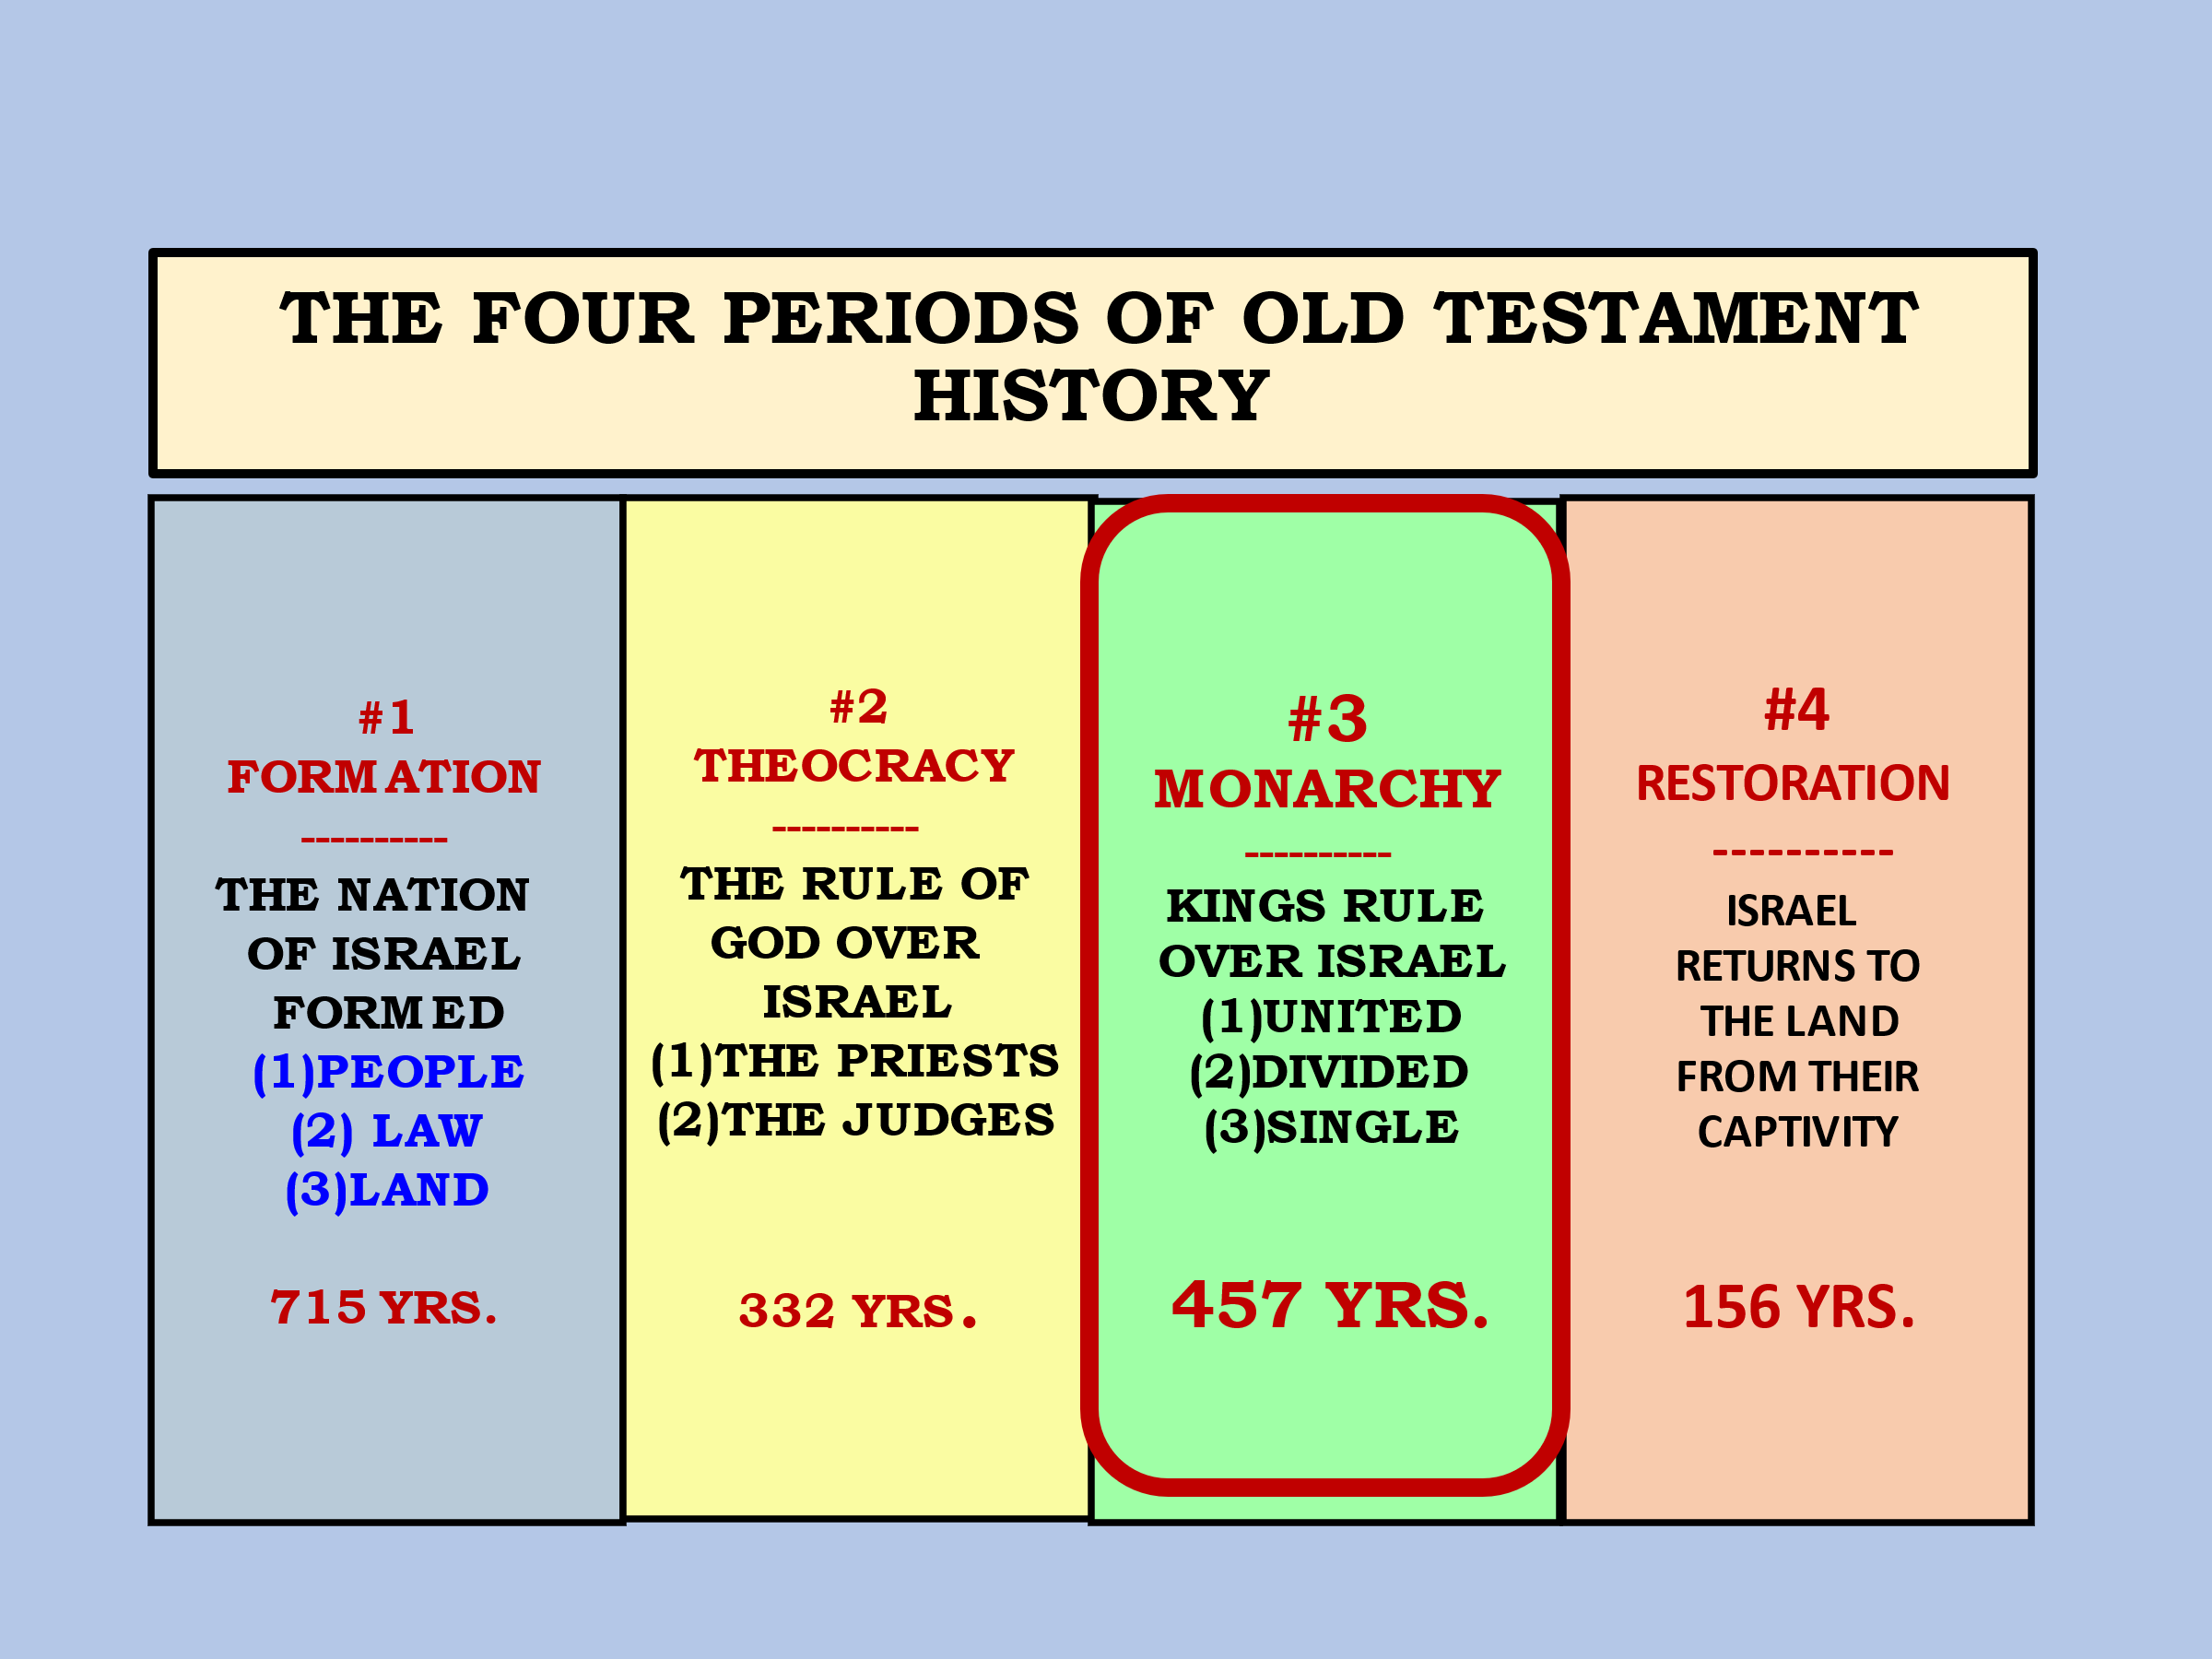 THE FOUR PERIODS OF OLD TESTAMENT
HISTORY
#1
FORMATION
----------
THE NATION
OF ISRAEL
FORMED
(1)PEOPLE
(2) LAW
(3)LAND
715 YRS.
#2
THEOCRACY
----------
THE RULE OF
GOD OVER
ISRAEL
(1)THE PRIESTS
(2)THE JUDGES
332 YRS.
#3
MONARCHY
----------
KINGS RULE
OVER ISRAEL
(1)UNITED
(2)DIVIDED
(3)SINGLE
457 YRS.
#4
RESTORATION
----------
ISRAEL
RETURNS TO
THE LAND
FROM THEIR
CAPTIVITY
156 YRS.